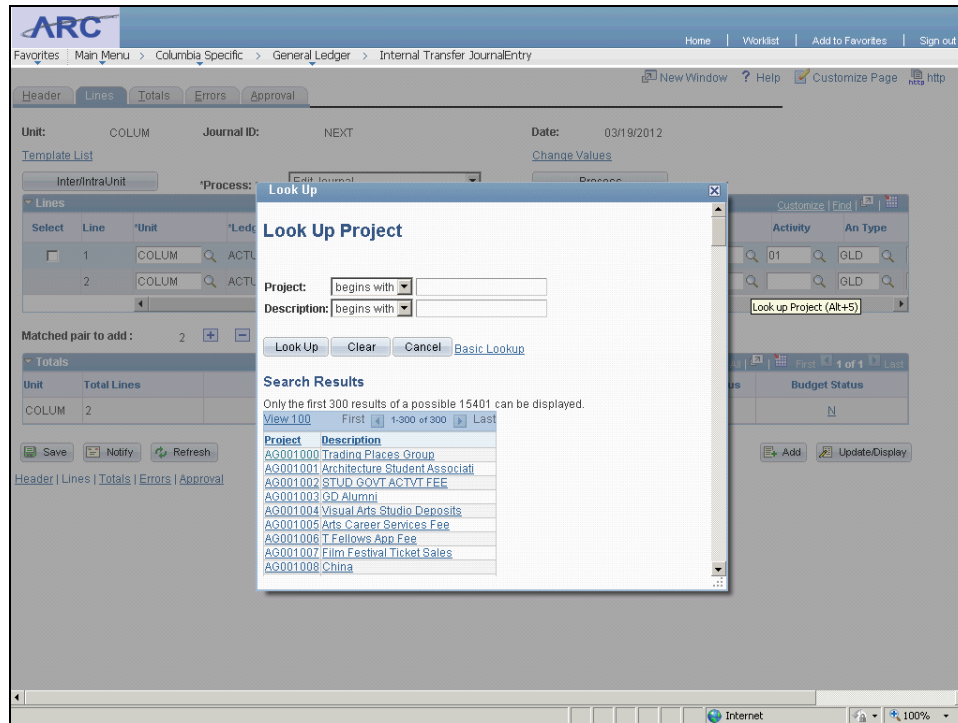 ARC
Home | Worklist | Add to Favorites | Sign out
Favorites Main Menu > Columbia Specific > General Ledger > Internal Transfer JournalEntry
New Window ? Help Customize Page http
Header Lines Totals Errors Approval
Unit: COLUM Journal ID: NEXT Date: 03/19/2012
Template List Change Values
Inter/IntraUnit *Process: Edit Journal Process
Lines Customize | Find |
Select Line *Unit Activity An Type
1 COLUM 01 GLD
2 COLUM GLD
Look up Project (Alt+5)
Matched pair to add : 2
Totals First 1 of 1 Last
Unit Total Lines Budget Status
COLUM 2 N
Save Notify Refresh Add Update/Display
Header | Lines | Totals | Errors | Approval
Look Up
Look Up Project
Project: begins with
Description: begins with
Look Up Clear Cancel Basic Lookup
Search Results
Only the first 300 results of a possible 15401 can be displayed.
View 100 First 1-300 of 300 Last
Project Description
AG001000 Trading Places Group
AG001001 Architecture Student Associati
AG001002 STUD GOVT ACTVT FEE
AG001003 GD Alumni
AG001004 Visual Arts Studio Deposits
AG001005 Arts Career Services Fee
AG001006 T Fellows App Fee
AG001007 Film Festival Ticket Sales
AG001008 China
Internet 100%